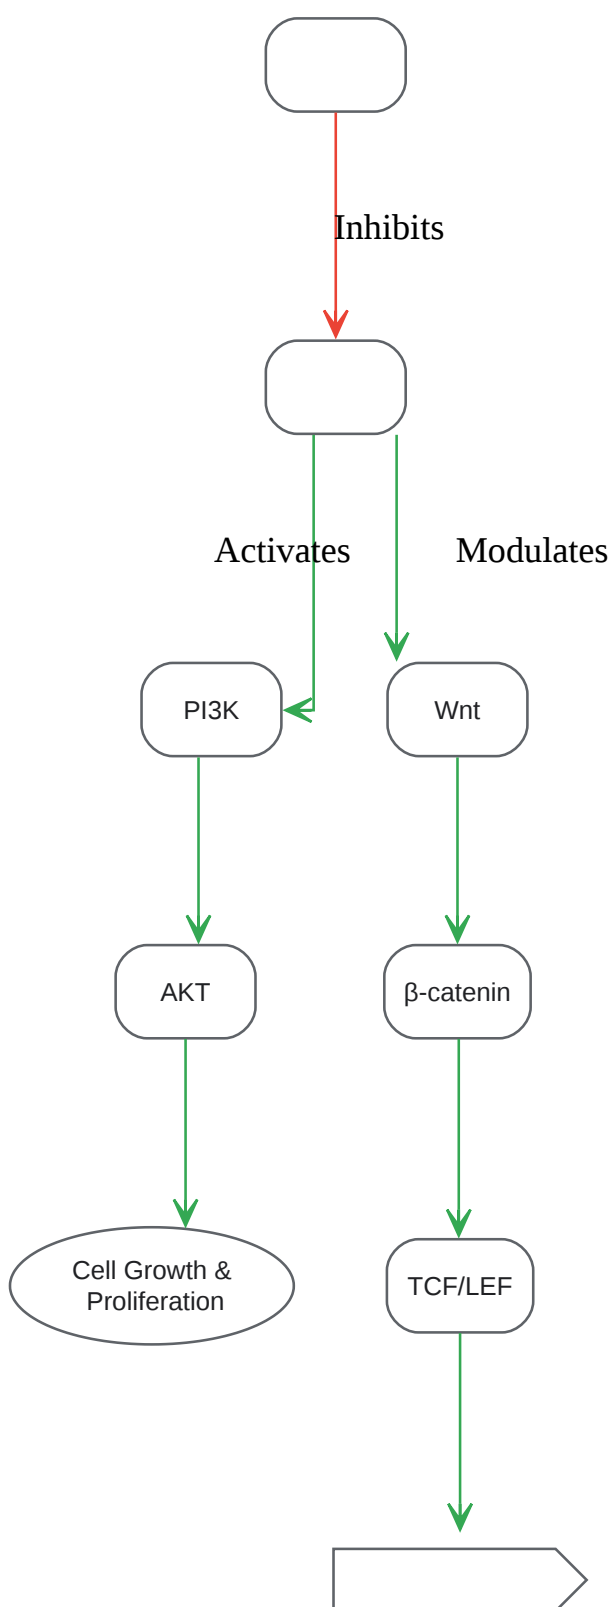 Inhibits
Activates
Modulates
PI3K
Wnt
AKT
β-catenin
Cell Growth &
Proliferation
TCF/LEF